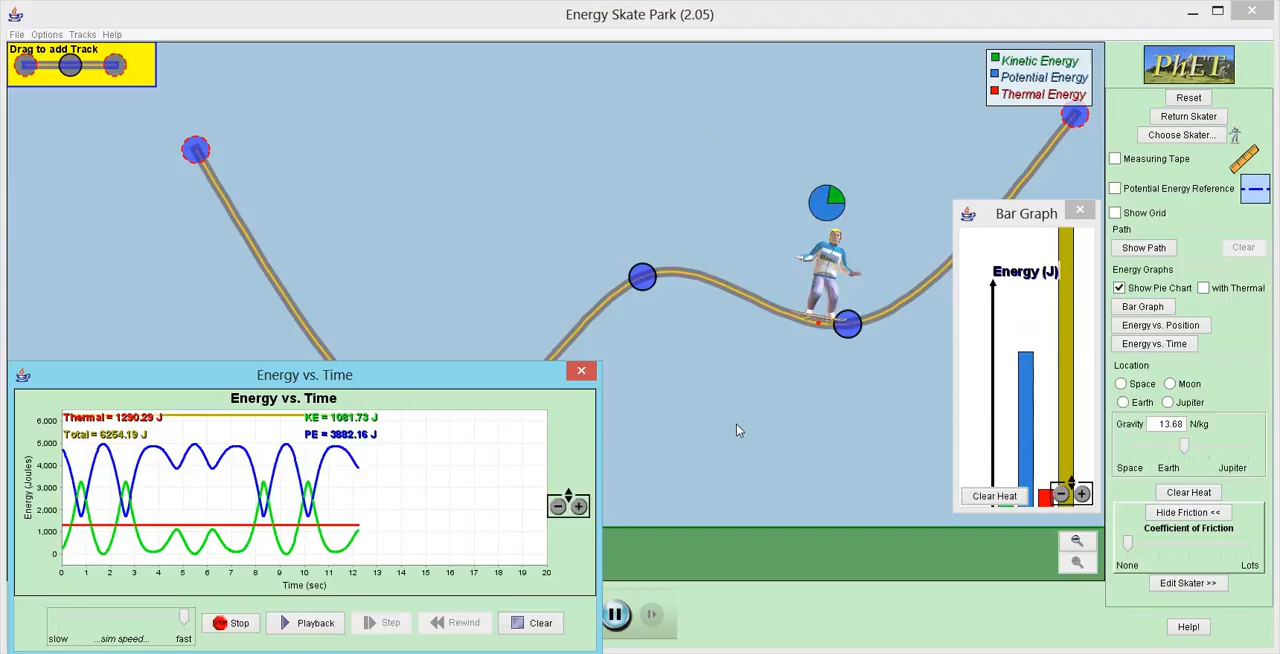 Energy Skate Park (2.05)
File Options Tracks Help
Drag to add Track
Kinetic Energy
Potential Energy
Thermal Energy
PhET
Reset
Return Skater
Choose Skater...
Measuring Tape
Potential Energy Reference
Show Grid
Path
Show Path
Clear
Energy Graphs
Show Pie Chart
with Thermal
Bar Graph
Energy vs. Position
Energy vs. Time
Location
Space
Moon
Earth
Jupiter
Gravity 13.68 N/kg
Space Earth Jupiter
Clear Heat
Hide Friction <<
Coefficient of Friction
None Lots
Edit Skater >>
Help!
Bar Graph
Energy (J)
Clear Heat
Energy vs. Time
Energy vs. Time
Thermal = 1290.29 J
KE = 1081.73 J
Total = 6254.19 J
PE = 3882.16 J
Energy (Joules)
6,000
5,000
4,000
3,000
2,000
1,000
0
0 1 2 3 4 5 6 7 8 9 10 11 12 13 14 15 16 17 18 19 20
Time (sec)
slow ...sim speed... fast
Stop
Playback
Step
Rewind
Clear